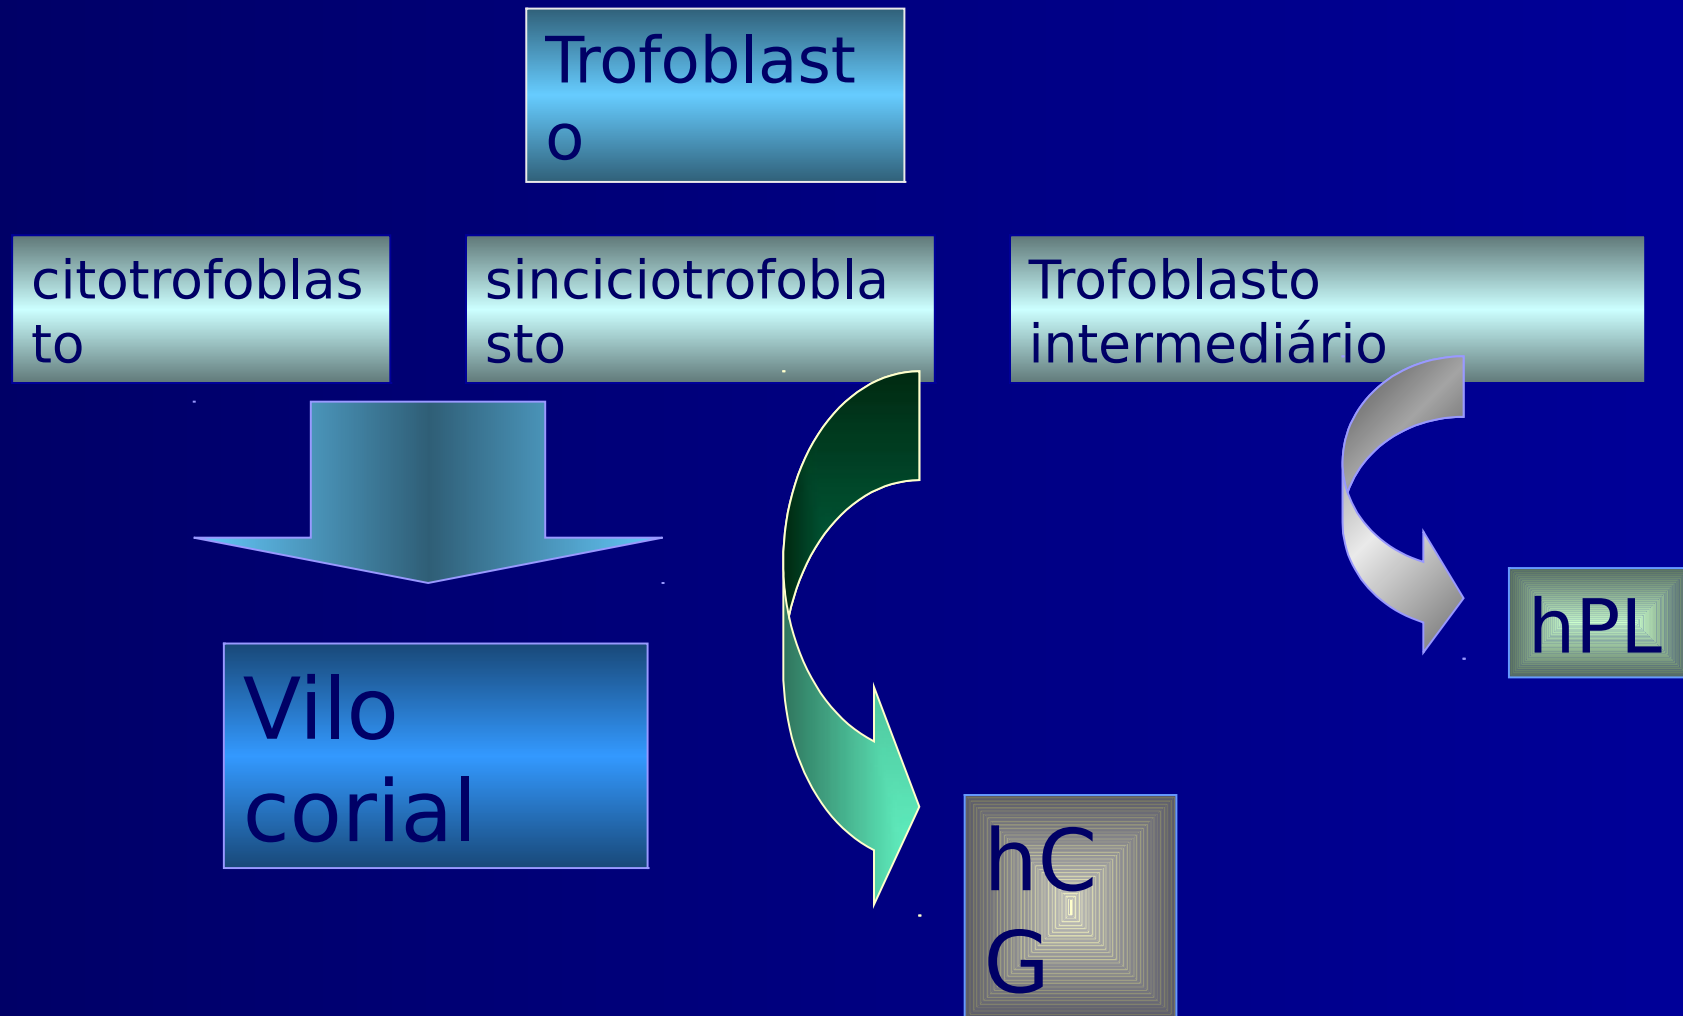 Trofoblast
o
citotrofoblas
to
sinciciotrofobla
sto
Trofoblasto
intermediário
hPL
Vilo
corial
hC
G